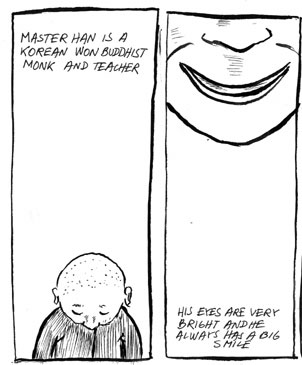 MASTER HAN IS A
KOREAN WON BUDDHIST
MONK AND TEACHER
HIS EYES ARE VERY
BRIGHT AND HE
ALWAYS HAS A BIG
SMILE